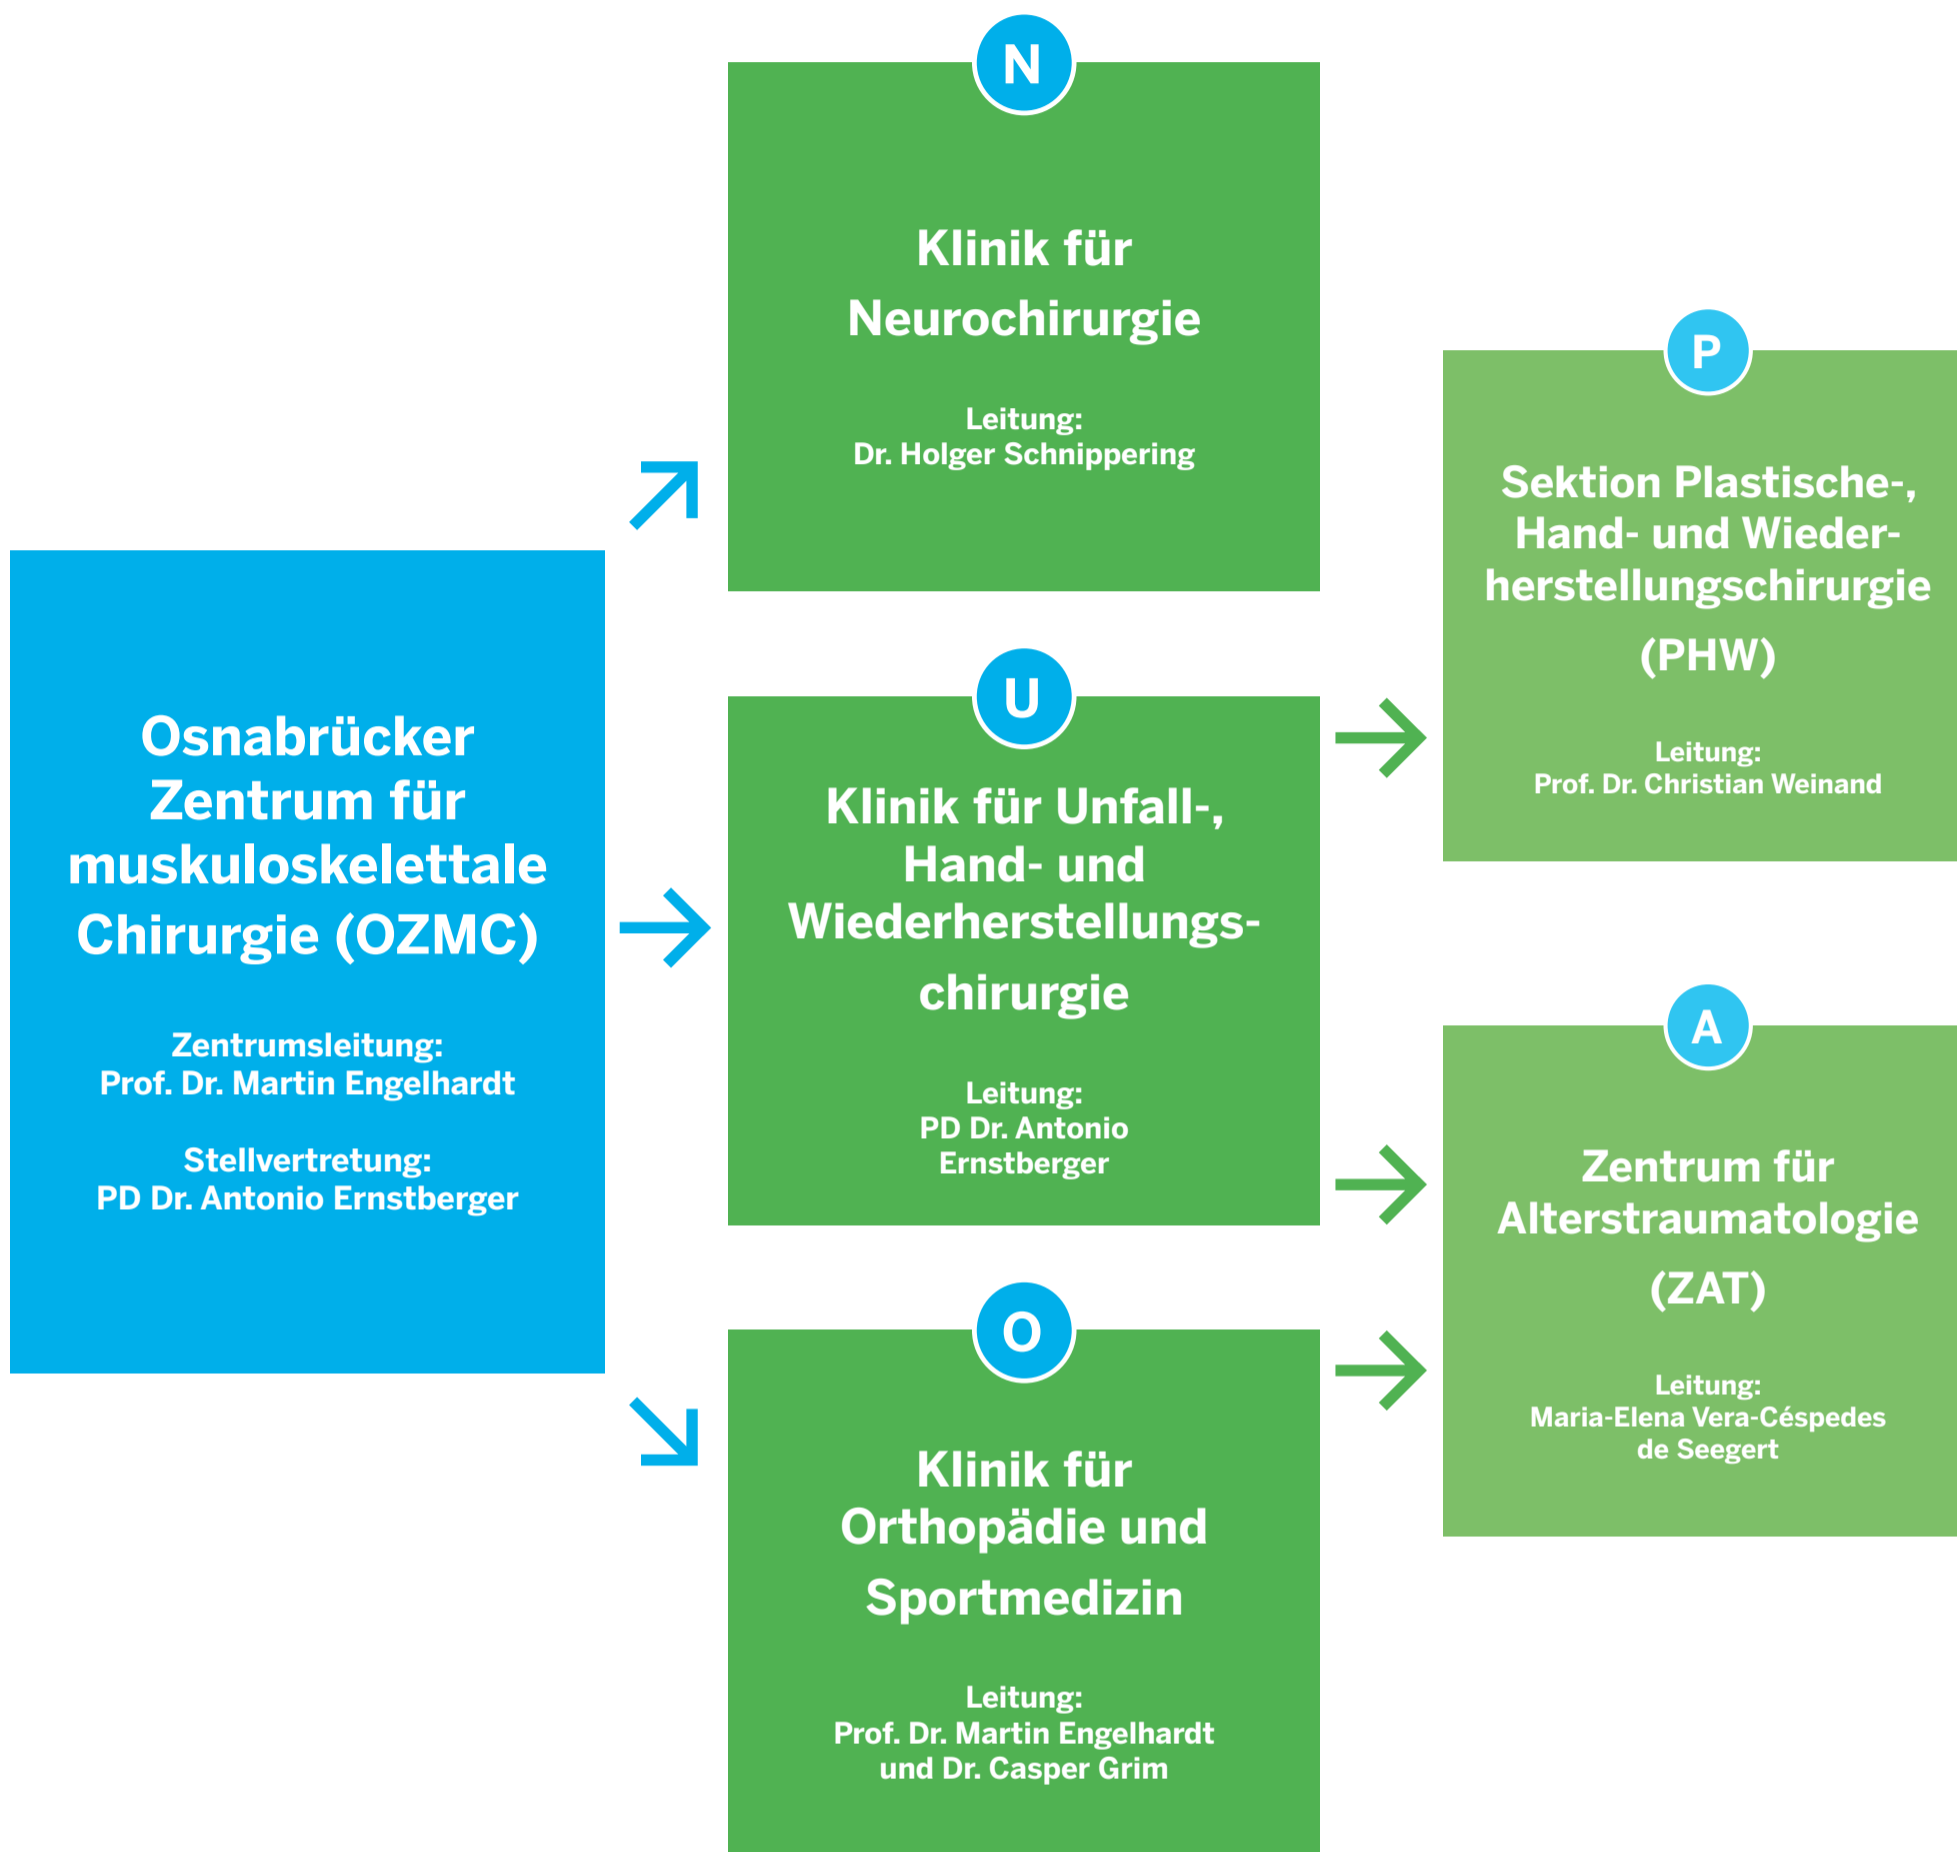 Osnabrücker
Zentrum für
muskuloskelettale
Chirurgie (OZMC)
Zentrumsleitung:
Prof. Dr. Martin Engelhardt
Stellvertretung:
PD Dr. Antonio Ernstberger
N
Klinik für
Neurochirurgie
Leitung:
Dr. Holger Schnippering
U
Klinik für Unfall-,
Hand- und
Wiederherstellungs-
chirurgie
Leitung:
PD Dr. Antonio
Ernstberger
O
Klinik für
Orthopädie und
Sportmedizin
Leitung:
Prof. Dr. Martin Engelhardt
und Dr. Casper Grim
P
Sektion Plastische-,
Hand- und Wieder-
herstellungschirurgie
(PHW)
Leitung:
Prof. Dr. Christian Weinand
A
Zentrum für
Alterstraumatologie
(ZAT)
Leitung:
Maria-Elena Vera-Céspedes
de Seegert